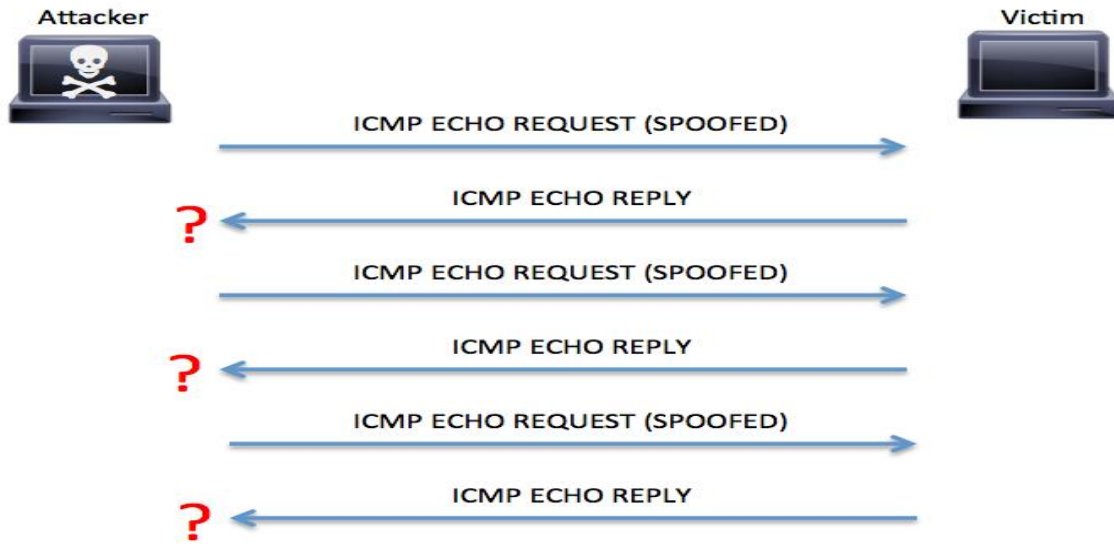 Attacker
Victim
ICMP ECHO REQUEST (SPOOFED)
ICMP ECHO REPLY
?
ICMP ECHO REQUEST (SPOOFED)
ICMP ECHO REPLY
?
ICMP ECHO REQUEST (SPOOFED)
ICMP ECHO REPLY
?